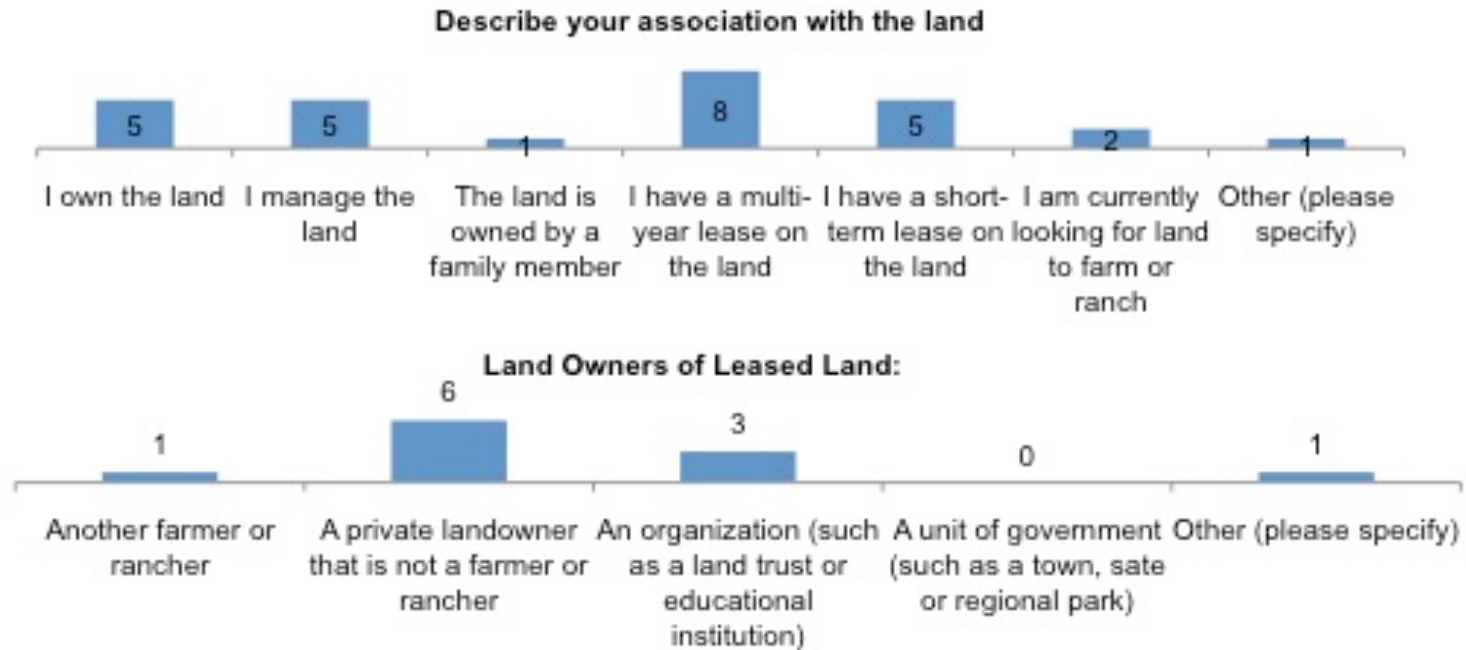 Describe your association with the land
5 5 1 8 5 2 1
I own the land I manage the land The land is owned by a family member I have a multi-year lease on the land I have a short-term lease on the land I am currently looking for land to farm or ranch Other (please specify)
Land Owners of Leased Land:
1 6 3 0 1
Another farmer or rancher
A private landowner that is not a farmer or rancher
An organization (such as a land trust or educational institution)
A unit of government (such as a town, sate or regional park)
Other (please specify)